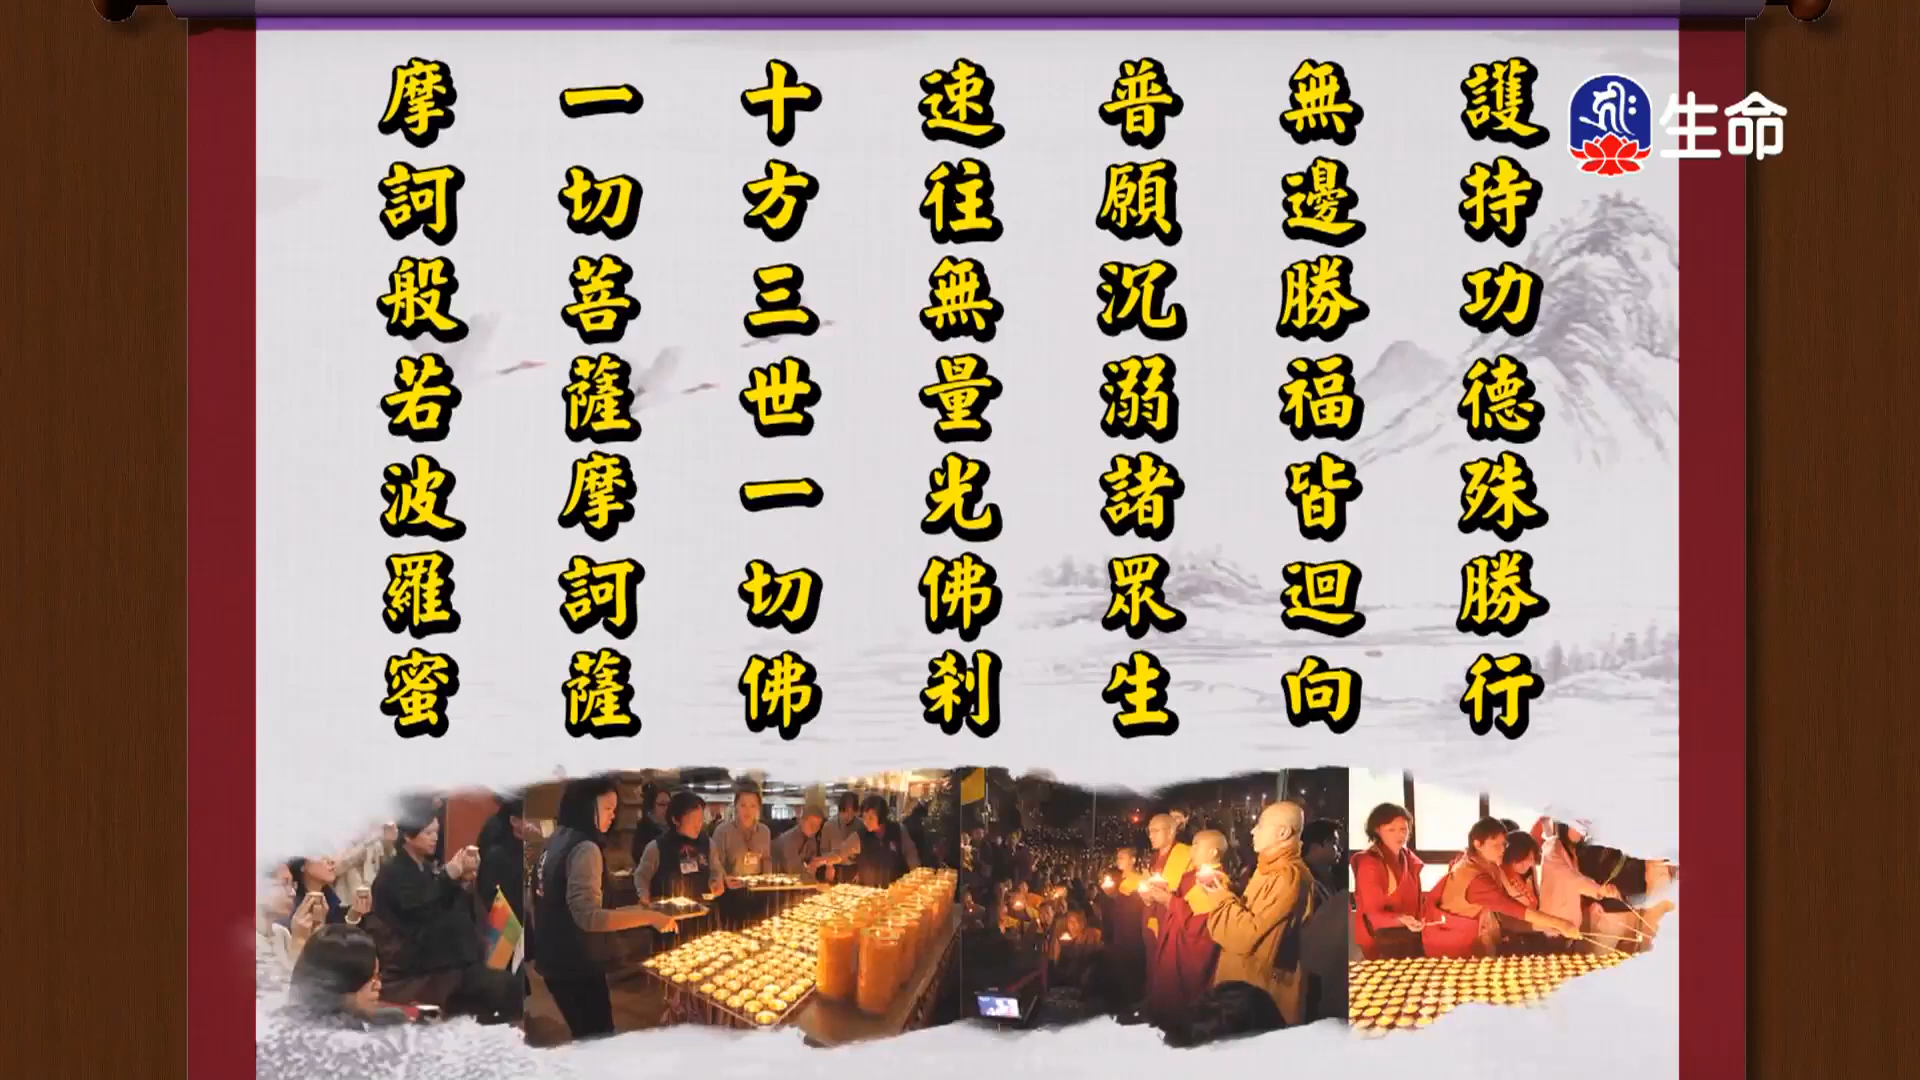 護持功德殊勝行
無邊勝福皆迴向
普願沉溺諸眾生
速往無量光佛剎
十方三世一切佛
一切菩薩摩訶薩
摩訶般若波羅蜜
生命